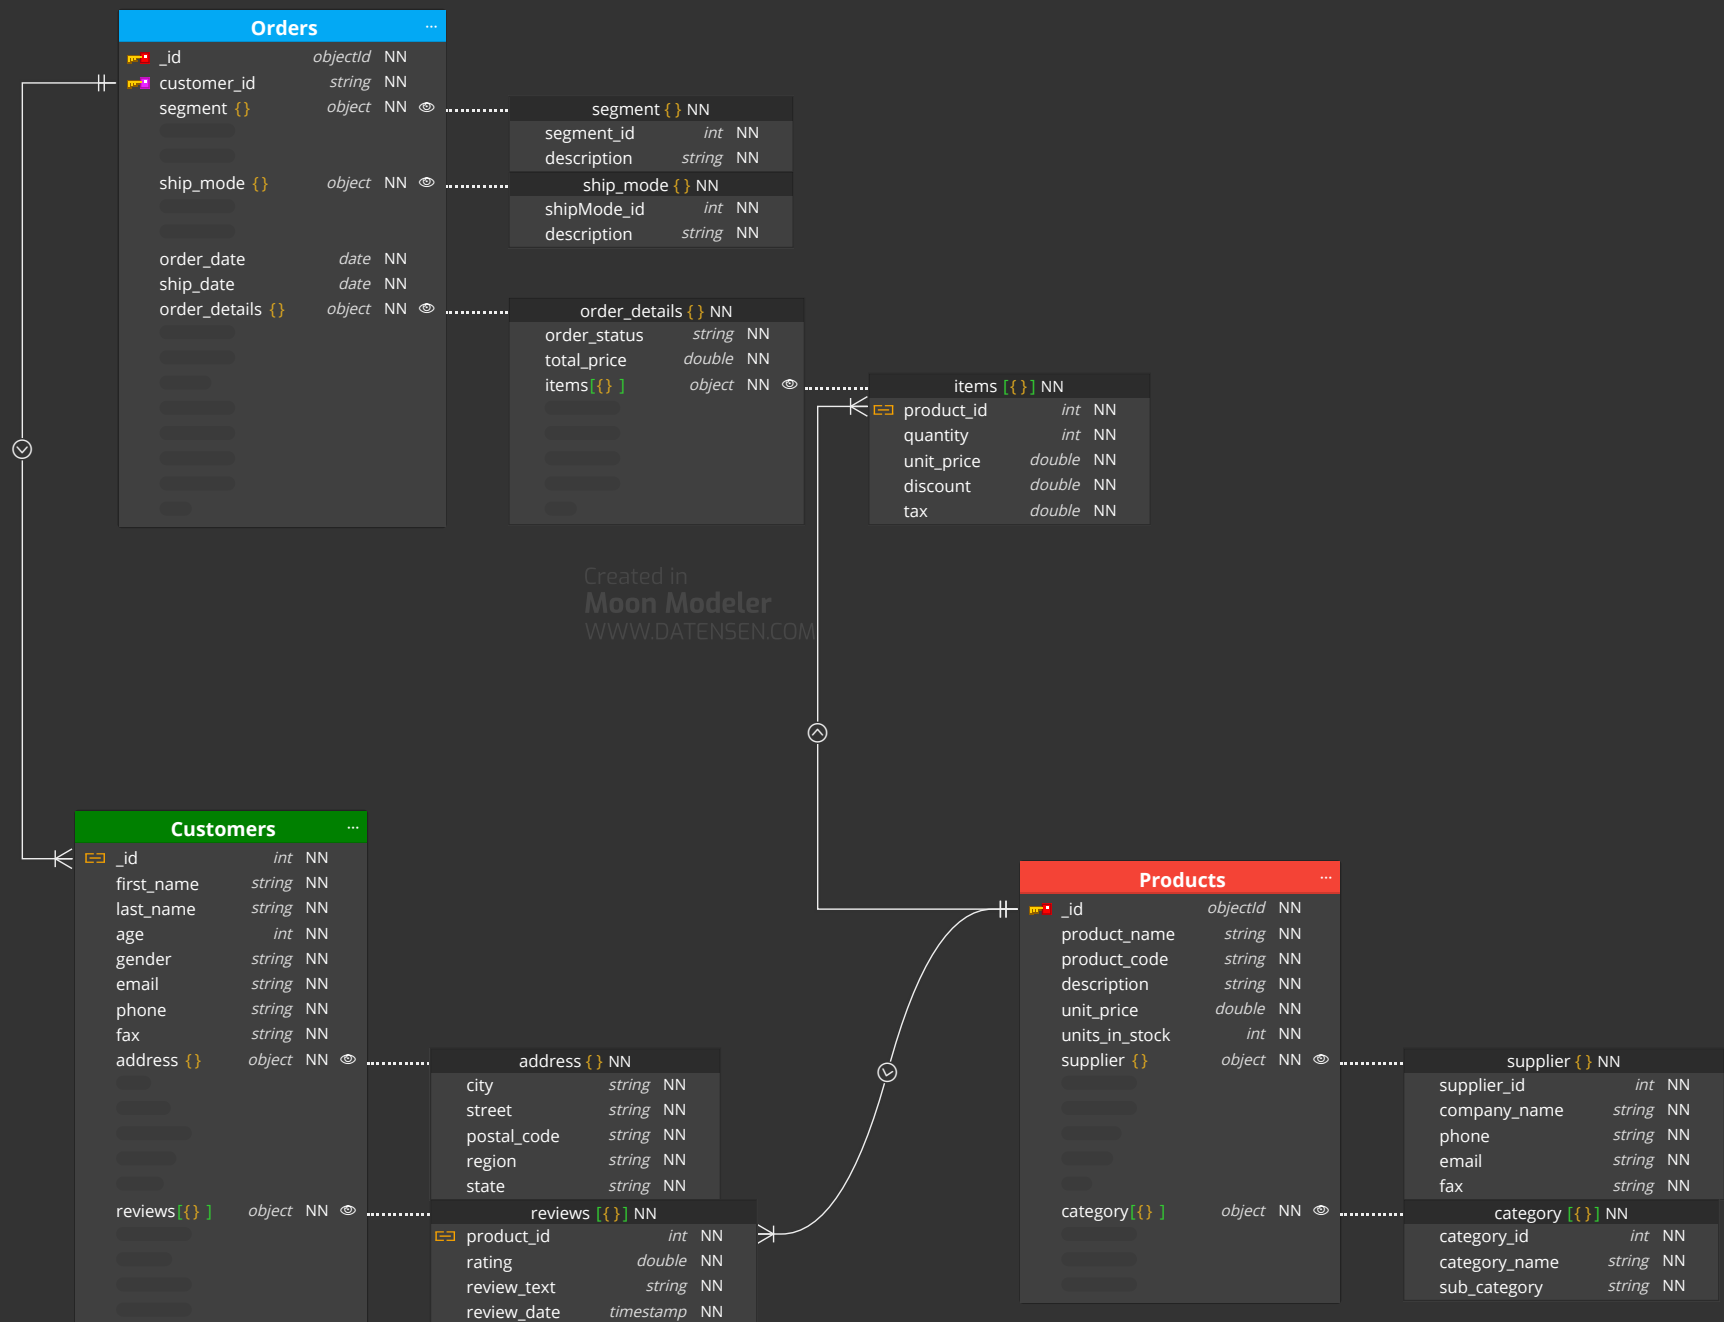 Orders ...
_id objectId NN
customer_id string NN
segment {} object NN
ship_mode {} object NN
order_date date NN
ship_date date NN
order_details {} object NN
segment { } NN
segment_id int NN
description string NN
ship_mode { } NN
shipMode_id int NN
description string NN
order_details { } NN
order_status string NN
total_price double NN
items[{} ] object NN
items [{ }] NN
product_id int NN
quantity int NN
unit_price double NN
discount double NN
tax double NN
Created in
Moon Modeler
WWW.DATENSEN.COM
Customers ...
_id int NN
first_name string NN
last_name string NN
age int NN
gender string NN
email string NN
phone string NN
fax string NN
address {} object NN
reviews[{} ] object NN
address { } NN
city string NN
street string NN
postal_code string NN
region string NN
state string NN
reviews [{ }] NN
product_id int NN
rating double NN
review_text string NN
review_date timestamp NN
Products ...
_id objectId NN
product_name string NN
product_code string NN
description string NN
unit_price double NN
units_in_stock int NN
supplier {} object NN
category[{} ] object NN
supplier { } NN
supplier_id int NN
company_name string NN
phone string NN
email string NN
fax string NN
category [{ }] NN
category_id int NN
category_name string NN
sub_category string NN